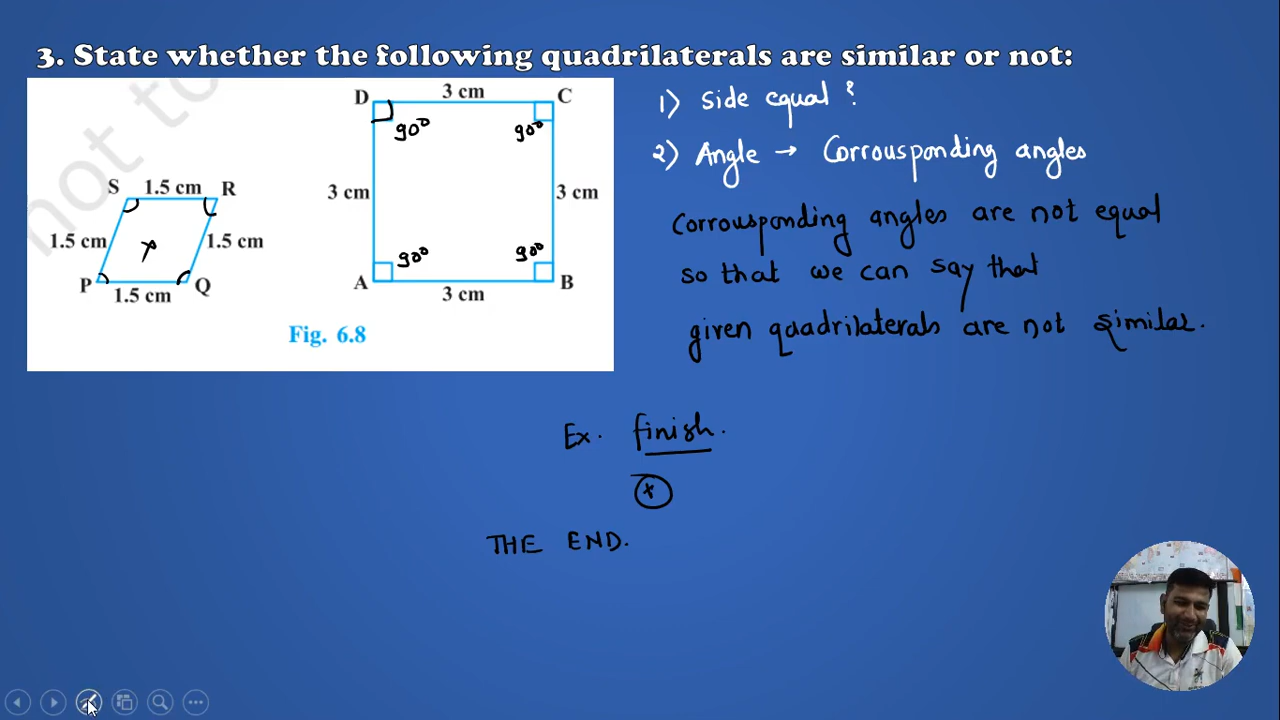 3. State whether the following quadrilaterals are similar or not:
not to
D 3 cm C
90° 90°
S 1.5 cm R
3 cm 3 cm
1.5 cm 1.5 cm
90° 90°
P 1.5 cm Q
A 3 cm B
Fig. 6.8
1) Side equal ?
2) Angle → Corrousponding angles
Corrousponding angles are not equal
so that we can say that
given quadrilaterals are not similar.
Ex. finish.
THE END.